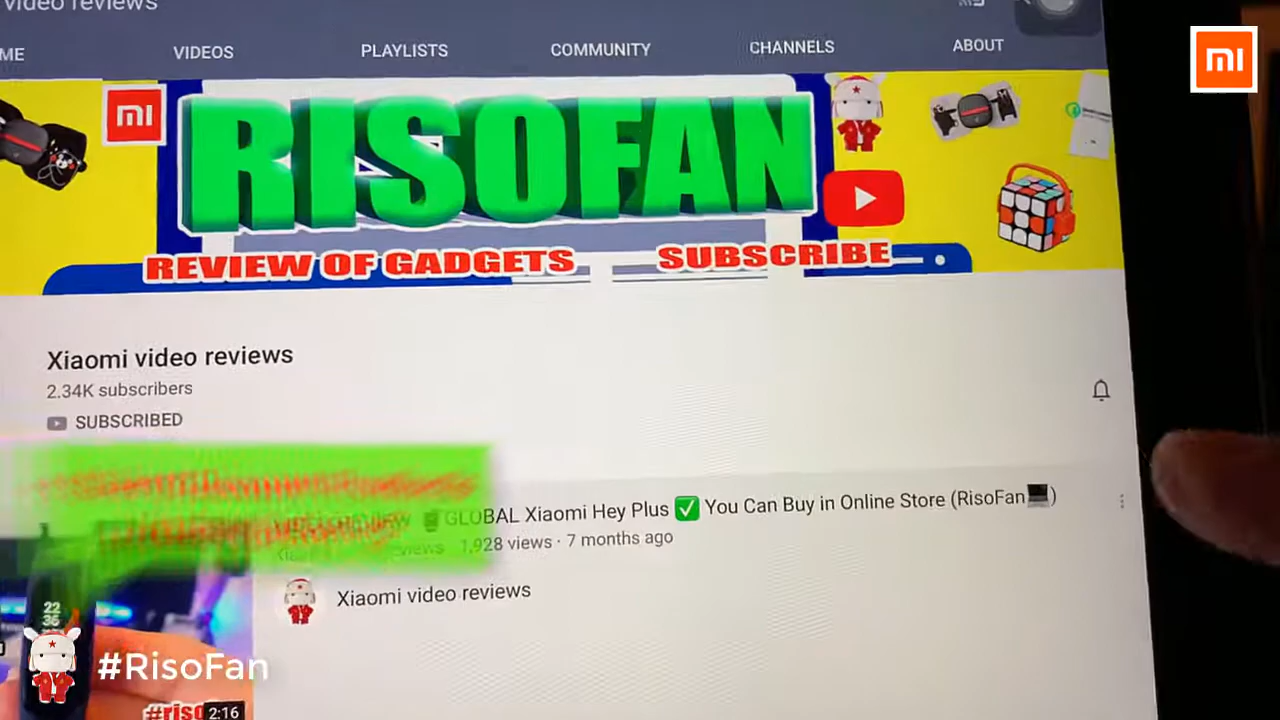 video reviews
ME VIDEOS PLAYLISTS COMMUNITY CHANNELS ABOUT
mi
mi
RISOFAN
REVIEW OF GADGETS SUBSCRIBE
Xiaomi video reviews
2.34K subscribers
SUBSCRIBED
GLOBAL Xiaomi Hey Plus ✅ You Can Buy in Online Store (RisoFan💻)
1,928 views · 7 months ago
Xiaomi video reviews
22
36
#RisoFan
#riso
2:16